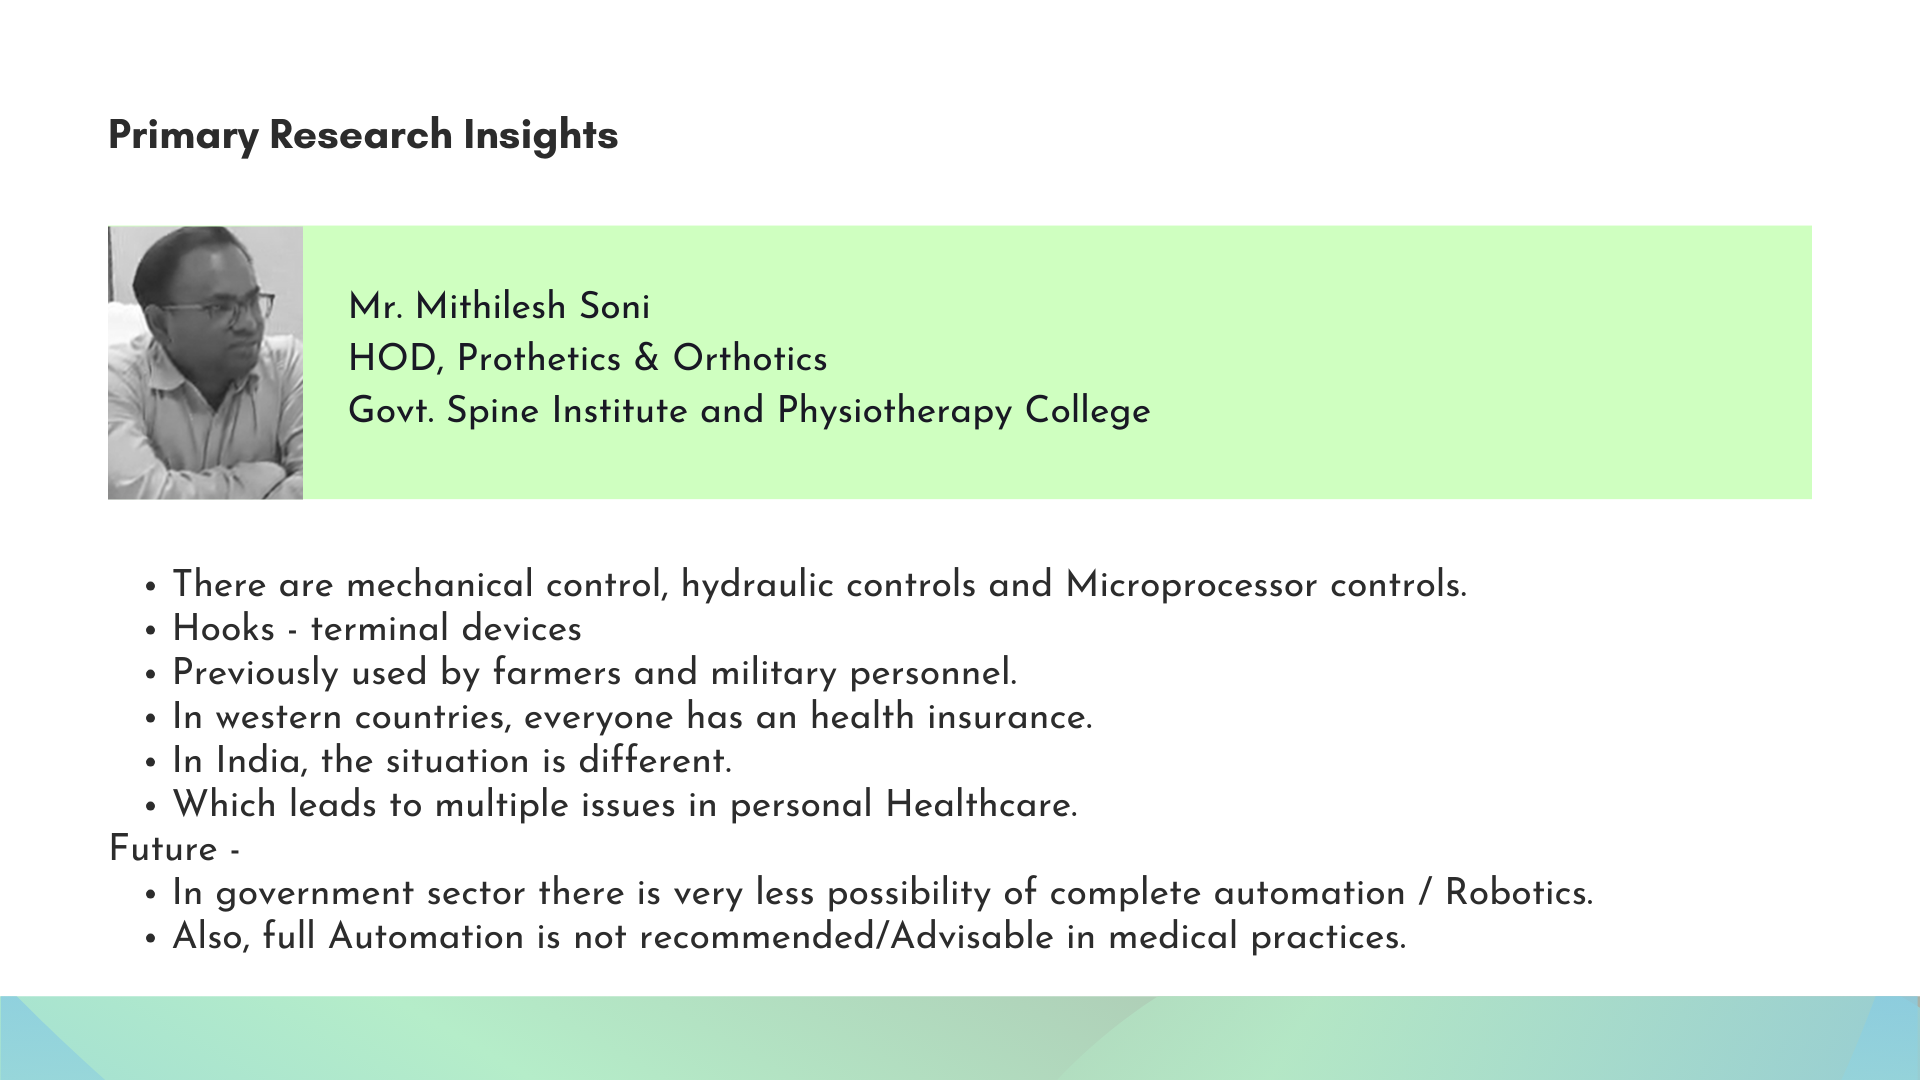 Primary Research Insights
Mr. Mithilesh Soni
HOD, Prothetics & Orthotics
Govt. Spine Institute and Physiotherapy College
• There are mechanical control, hydraulic controls and Microprocessor controls.
• Hooks - terminal devices
• Previously used by farmers and military personnel.
• In western countries, everyone has an health insurance.
• In India, the situation is different.
• Which leads to multiple issues in personal Healthcare.
Future -
• In government sector there is very less possibility of complete automation / Robotics.
• Also, full Automation is not recommended/Advisable in medical practices.